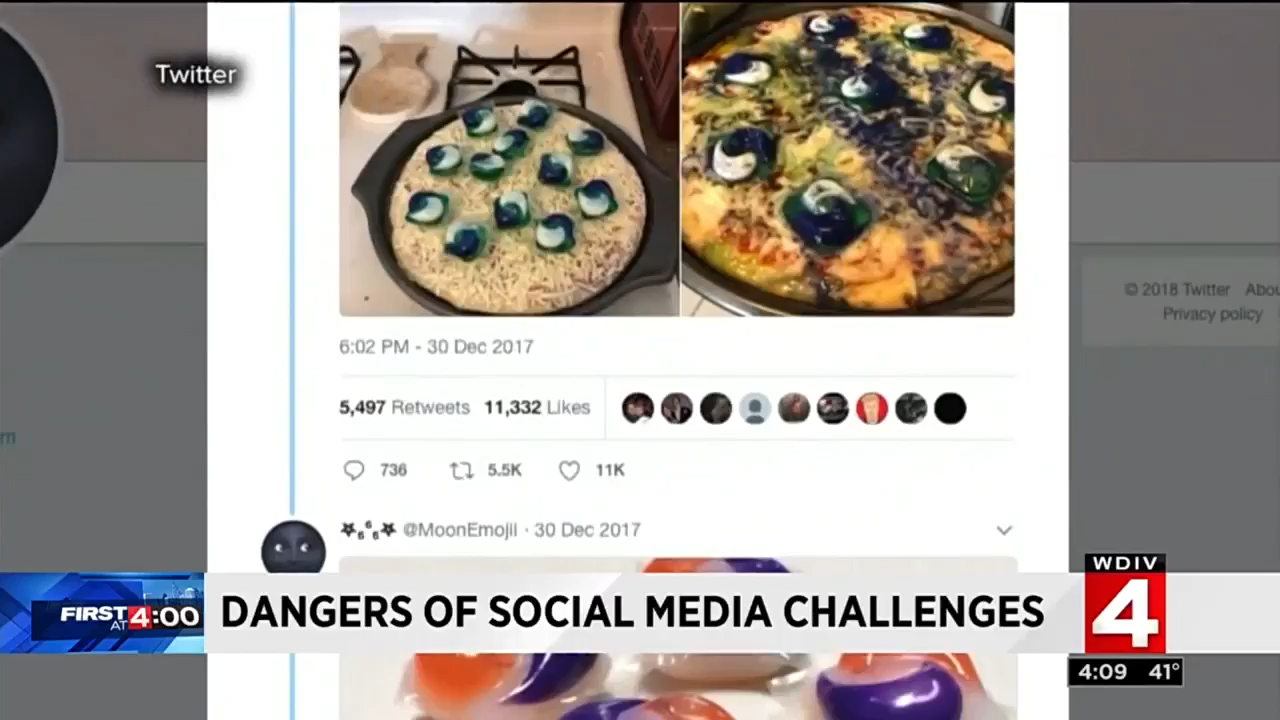 Twitter
© 2018 Twitter Abou
Privacy policy
6:02 PM - 30 Dec 2017
5,497 Retweets 11,332 Likes
736 5.5K 11K
@MoonEmojii · 30 Dec 2017
FIRST AT 4:00
DANGERS OF SOCIAL MEDIA CHALLENGES
WDIV
4
4:09 41°